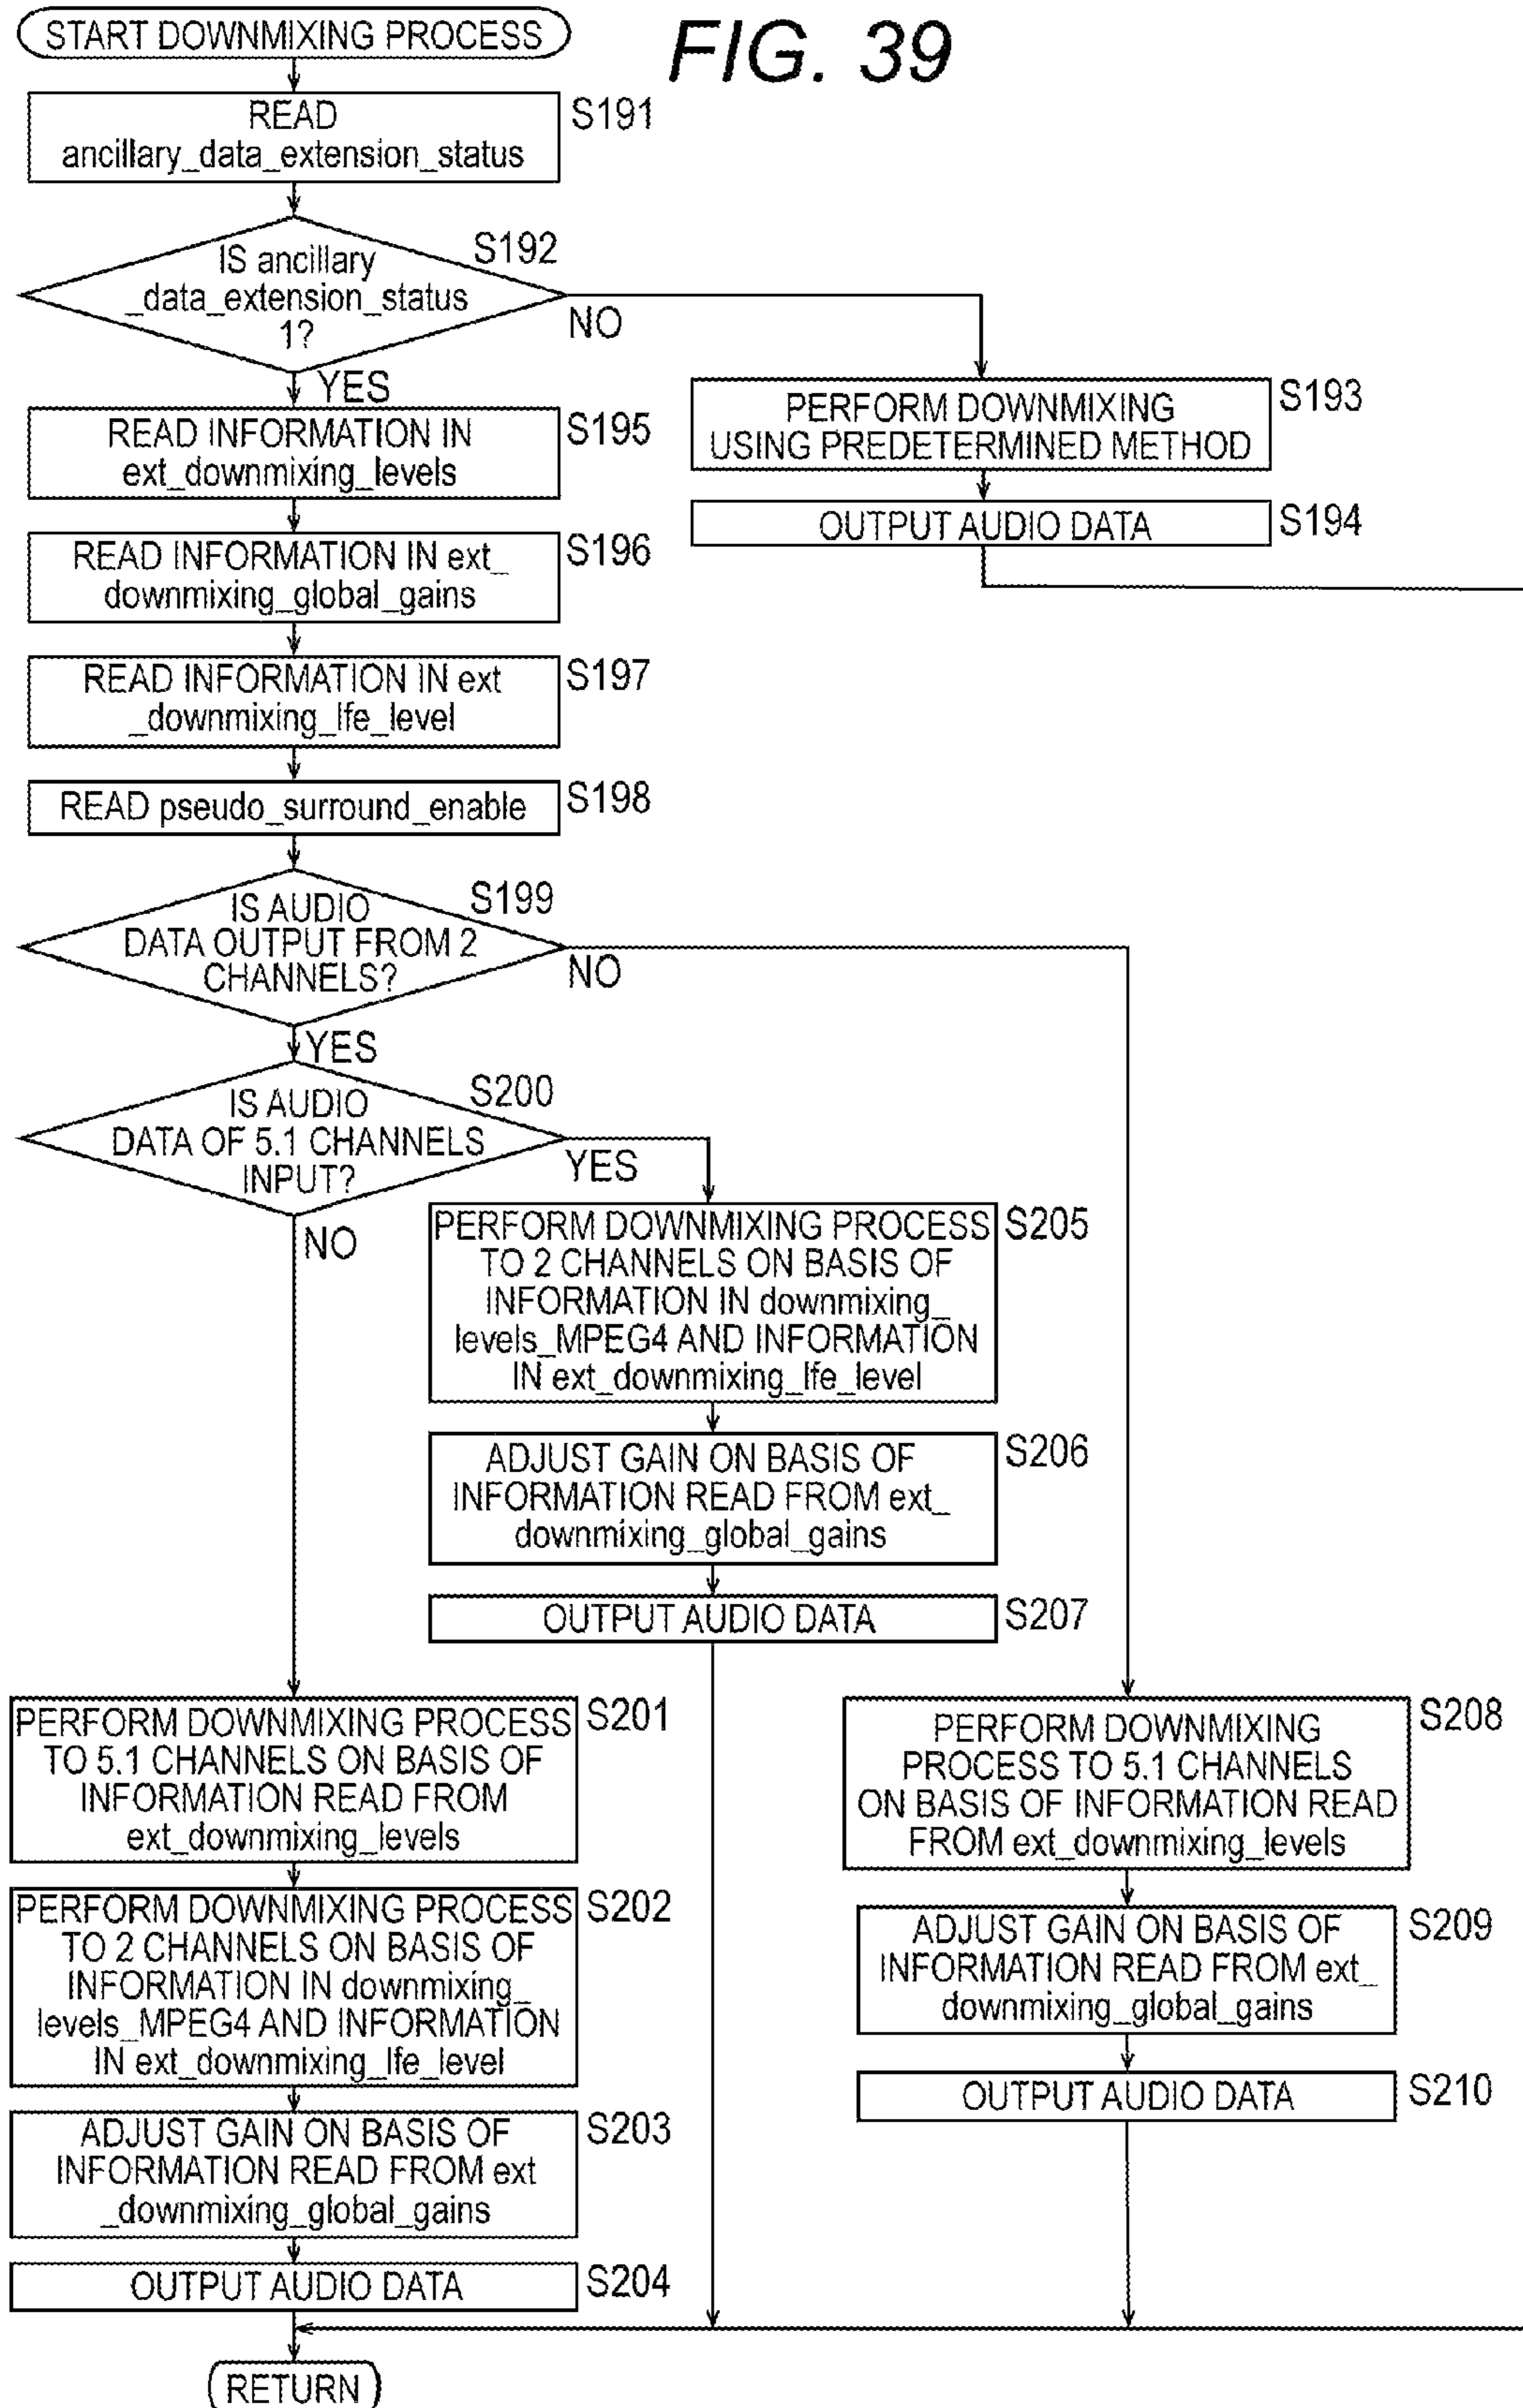 START DOWNMIXING PROCESS
FIG. 39
READ
ancillary_data_extension_status
S191
IS ancillary
_data_extension_status
1?
S192
NO
YES
PERFORM DOWNMIXING
USING PREDETERMINED METHOD
S193
OUTPUT AUDIO DATA
S194
READ INFORMATION IN
ext_downmixing_levels
S195
READ INFORMATION IN ext_
downmixing_global_gains
S196
READ INFORMATION IN ext
_downmixing_lfe_level
S197
READ pseudo_surround_enable
S198
IS AUDIO
DATA OUTPUT FROM 2
CHANNELS?
S199
NO
YES
IS AUDIO
DATA OF 5.1 CHANNELS
INPUT?
S200
YES
NO
PERFORM DOWNMIXING PROCESS
TO 2 CHANNELS ON BASIS OF
INFORMATION IN downmixing_
levels_MPEG4 AND INFORMATION
IN ext_downmixing_lfe_level
S205
ADJUST GAIN ON BASIS OF
INFORMATION READ FROM ext_
downmixing_global_gains
S206
OUTPUT AUDIO DATA
S207
PERFORM DOWNMIXING PROCESS
TO 5.1 CHANNELS ON BASIS OF
INFORMATION READ FROM
ext_downmixing_levels
S201
PERFORM DOWNMIXING PROCESS
TO 2 CHANNELS ON BASIS OF
INFORMATION IN downmixing_
levels_MPEG4 AND INFORMATION
IN ext_downmixing_lfe_level
S202
ADJUST GAIN ON BASIS OF
INFORMATION READ FROM ext
_downmixing_global_gains
S203
OUTPUT AUDIO DATA
S204
PERFORM DOWNMIXING
PROCESS TO 5.1 CHANNELS
ON BASIS OF INFORMATION READ
FROM ext_downmixing_levels
S208
ADJUST GAIN ON BASIS OF
INFORMATION READ FROM ext_
downmixing_global_gains
S209
OUTPUT AUDIO DATA
S210
RETURN